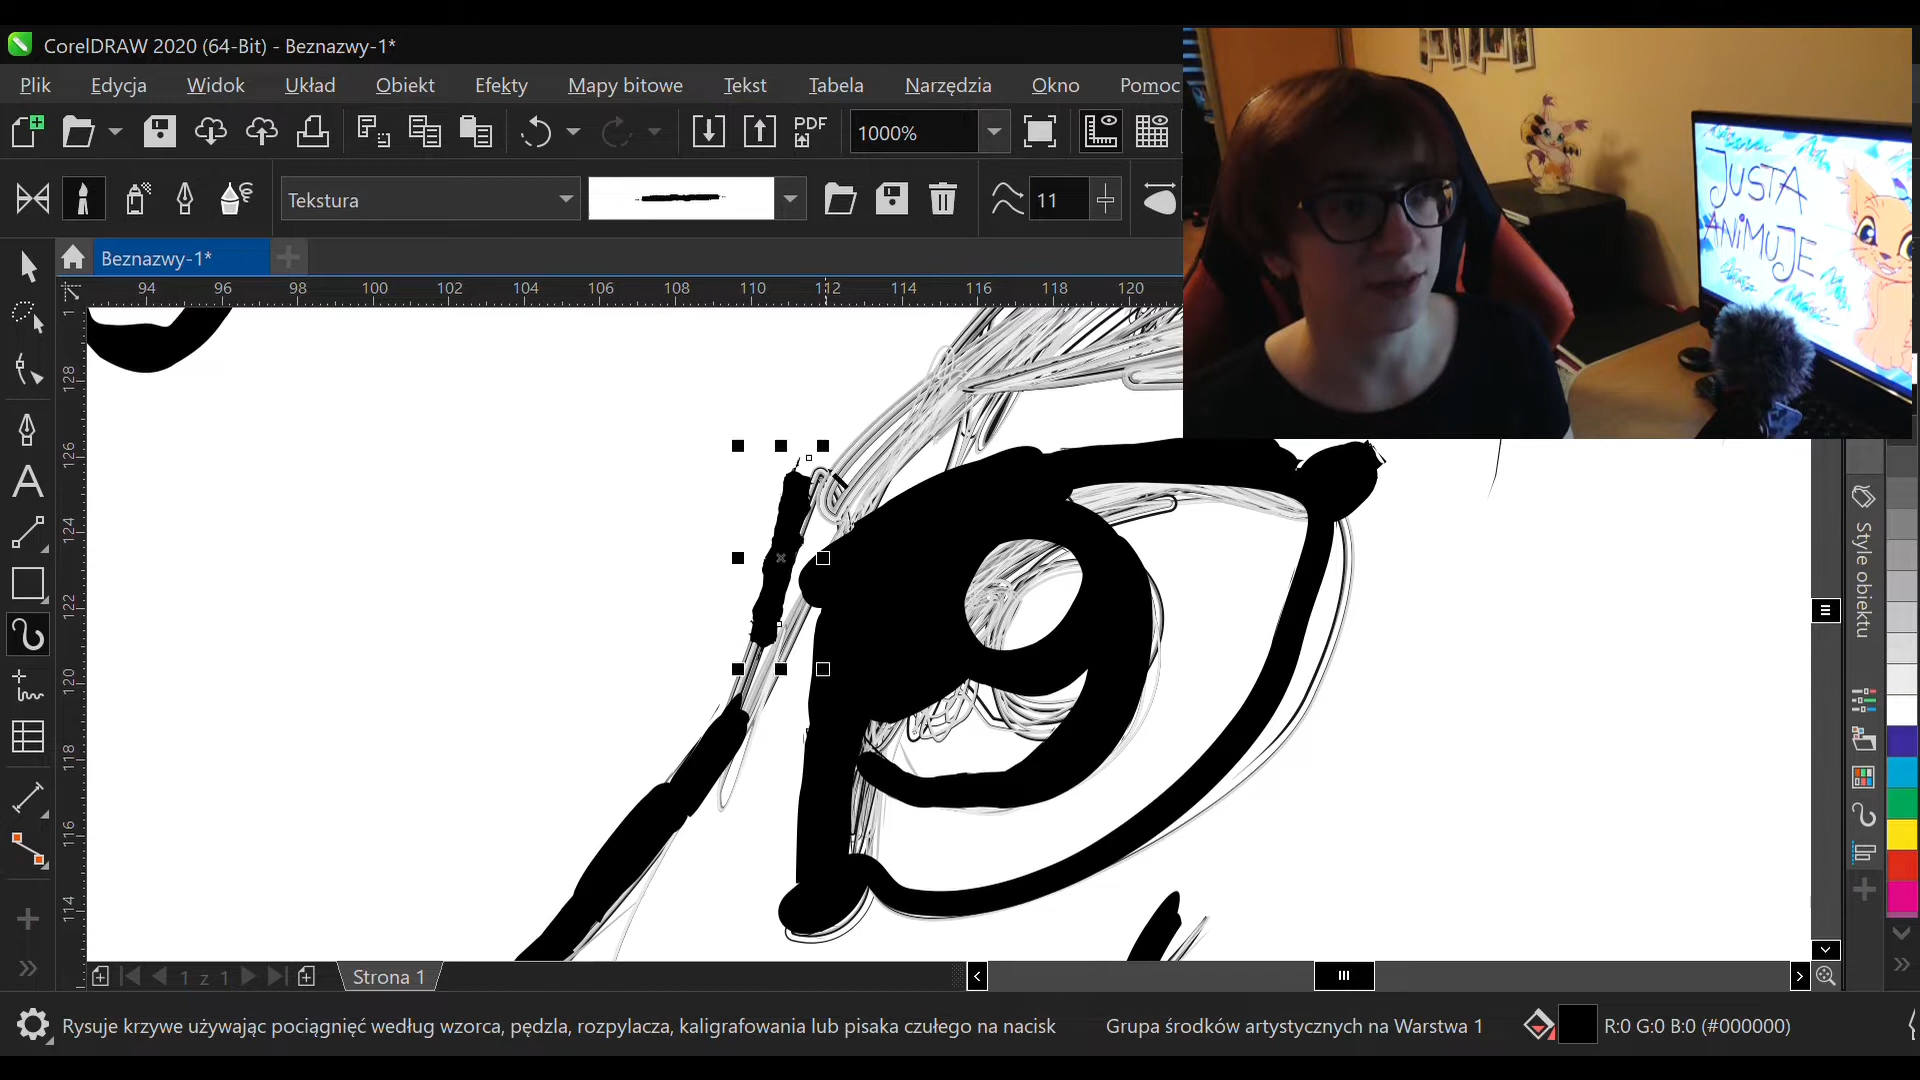 CorelDRAW 2020 (64-Bit) - Beznazwy-1*
Plik Edycja Widok Układ Obiekt Efekty Mapy bitowe Tekst Tabela Narzędzia Okno Pomoc
PDF 1000%
Tekstura 11
Beznazwy-1*
94 96 98 100 102 104 106 108 110 112 114 116 118 120
128
126
124
122
120
118
116
114
JUSTA
ANiMUJE
Style obiektu
1 z 1 Strona 1
Rysuje krzywe używając pociągnięć według wzorca, pędzla, rozpylacza, kaligrafowania lub pisaka czułego na nacisk Grupa środków artystycznych na Warstwa 1 R:0 G:0 B:0 (#000000)